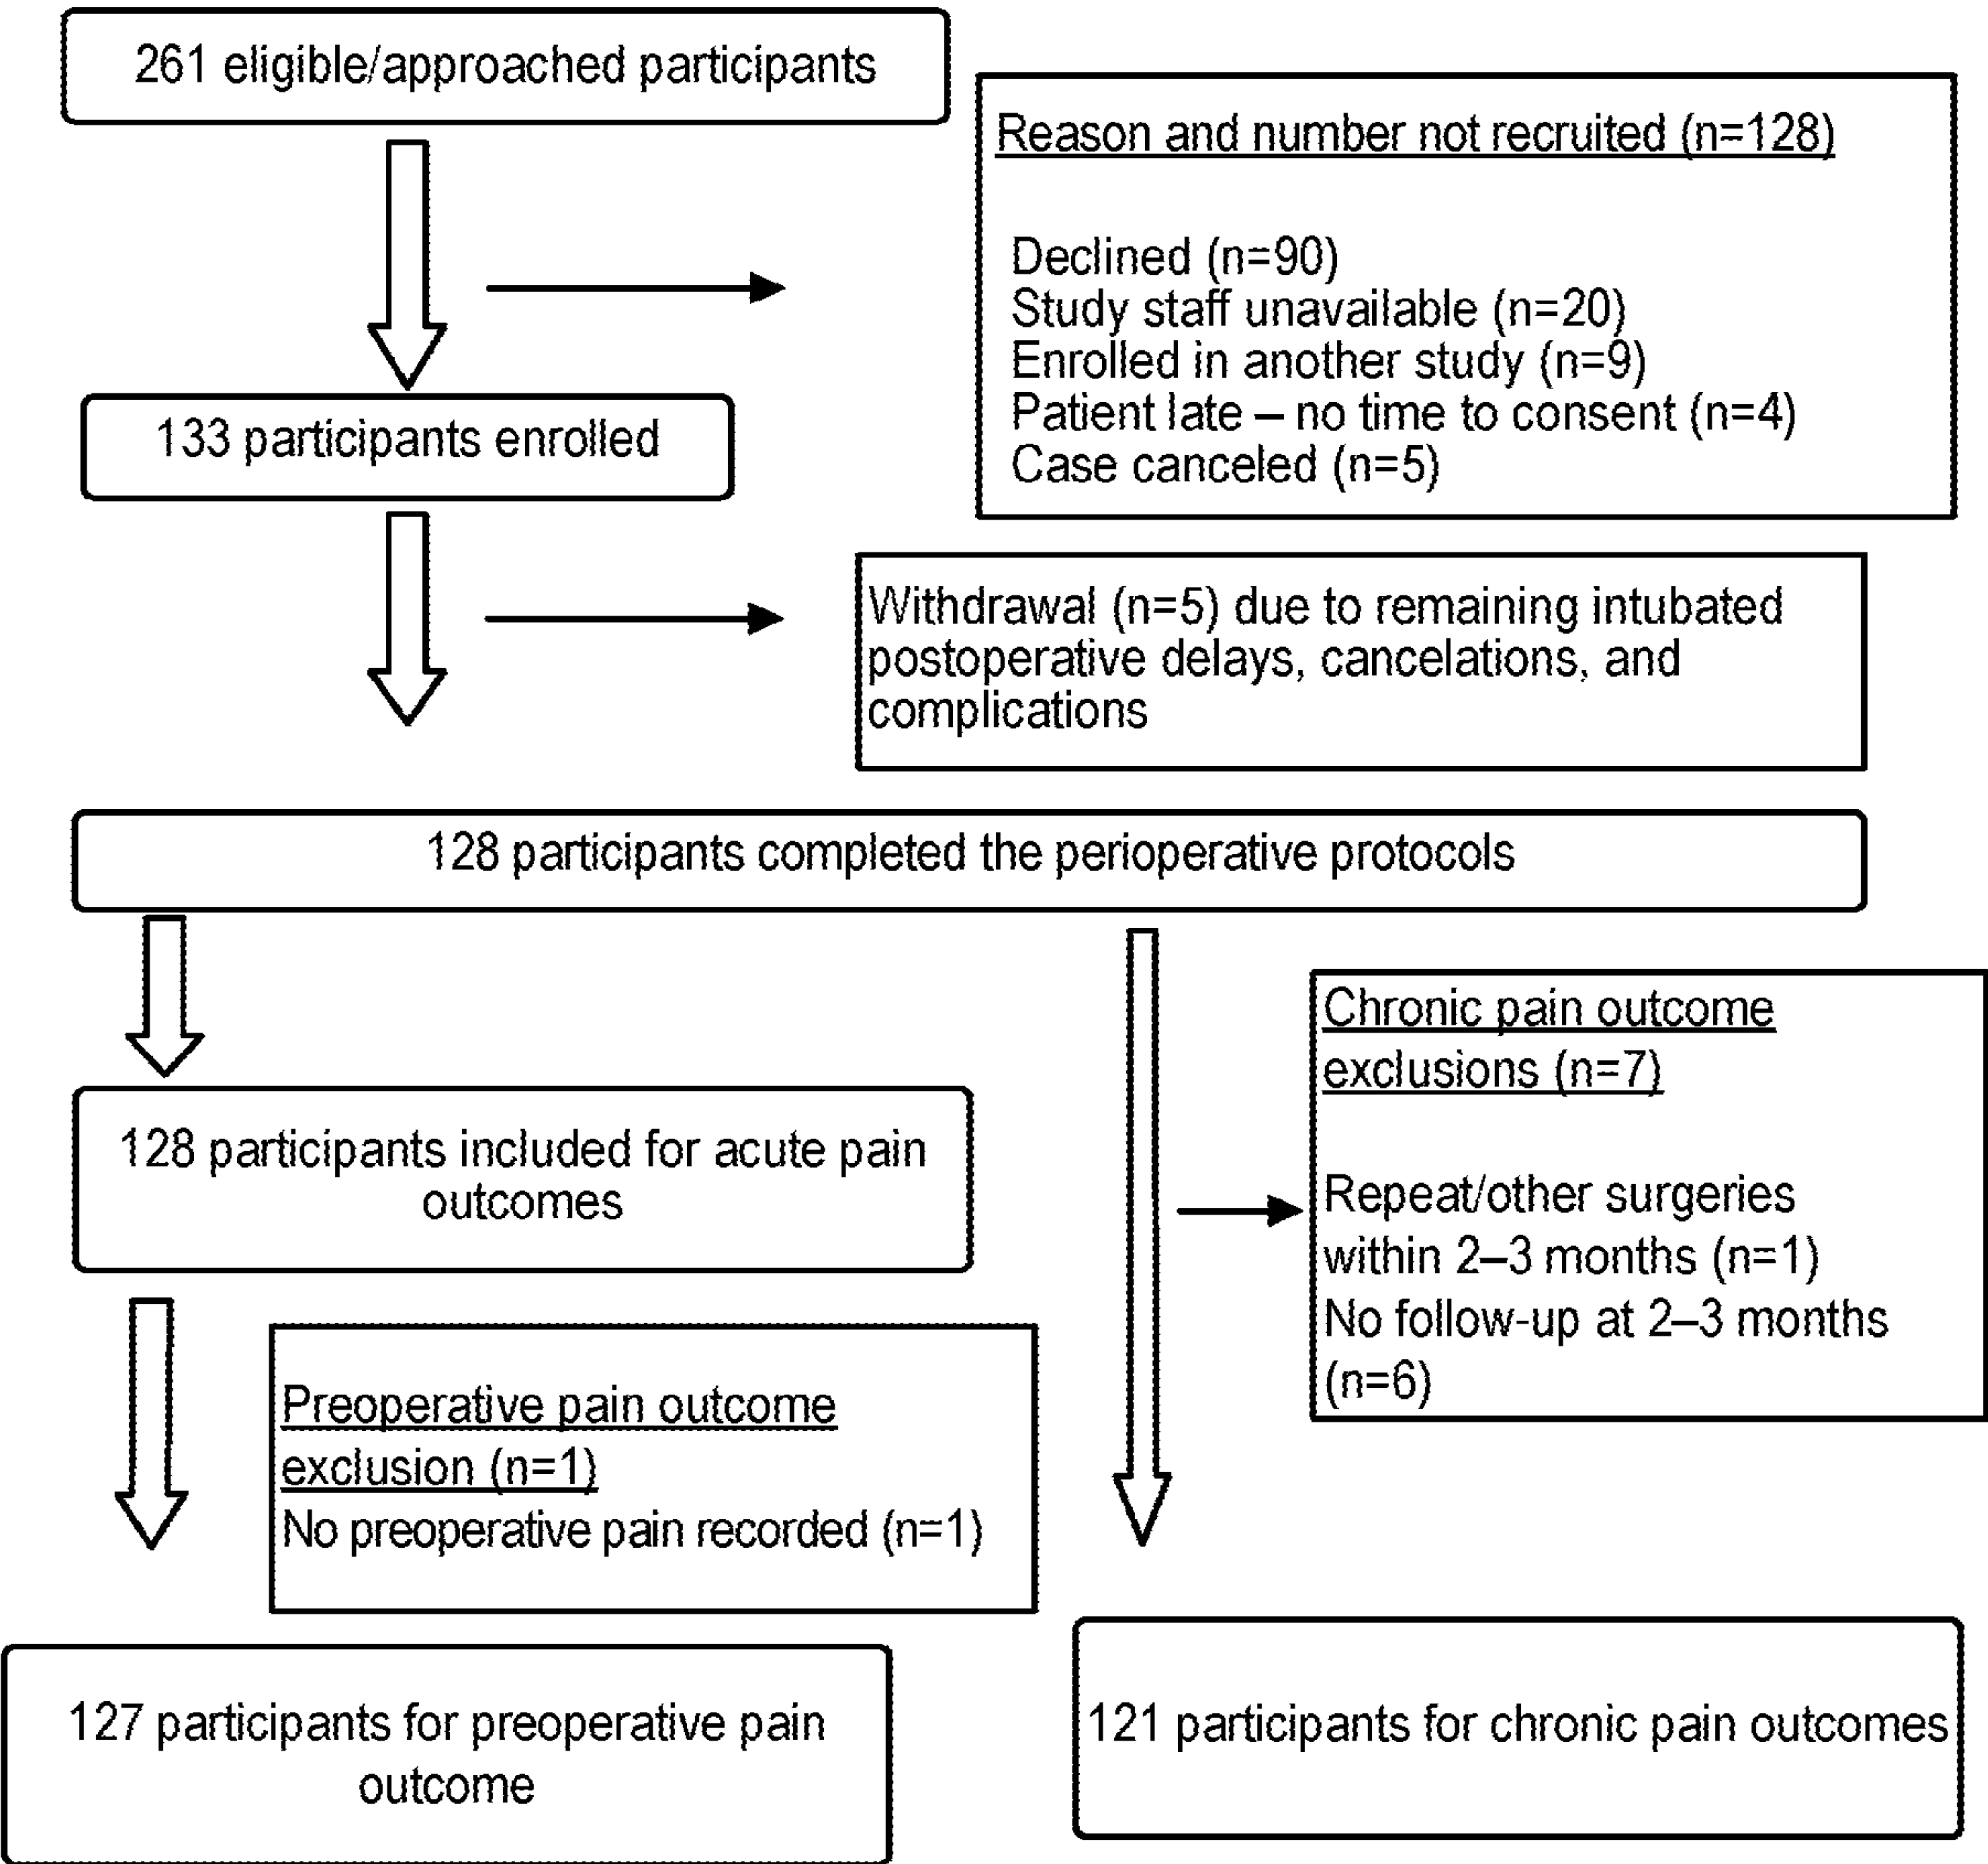 261 eligible/approached participants
Reason and number not recruited (n=128)
Declined (n=90)
Study staff unavailable (n=20)
Enrolled in another study (n=9)
Patient late – no time to consent (n=4)
Case canceled (n=5)
133 participants enrolled
Withdrawal (n=5) due to remaining intubated
postoperative delays, cancelations, and
complications
128 participants completed the perioperative protocols
Chronic pain outcome
exclusions (n=7)
Repeat/other surgeries
within 2–3 months (n=1)
No follow-up at 2–3 months
(n=6)
128 participants included for acute pain
outcomes
Preoperative pain outcome
exclusion (n=1)
No preoperative pain recorded (n=1)
127 participants for preoperative pain
outcome
121 participants for chronic pain outcomes